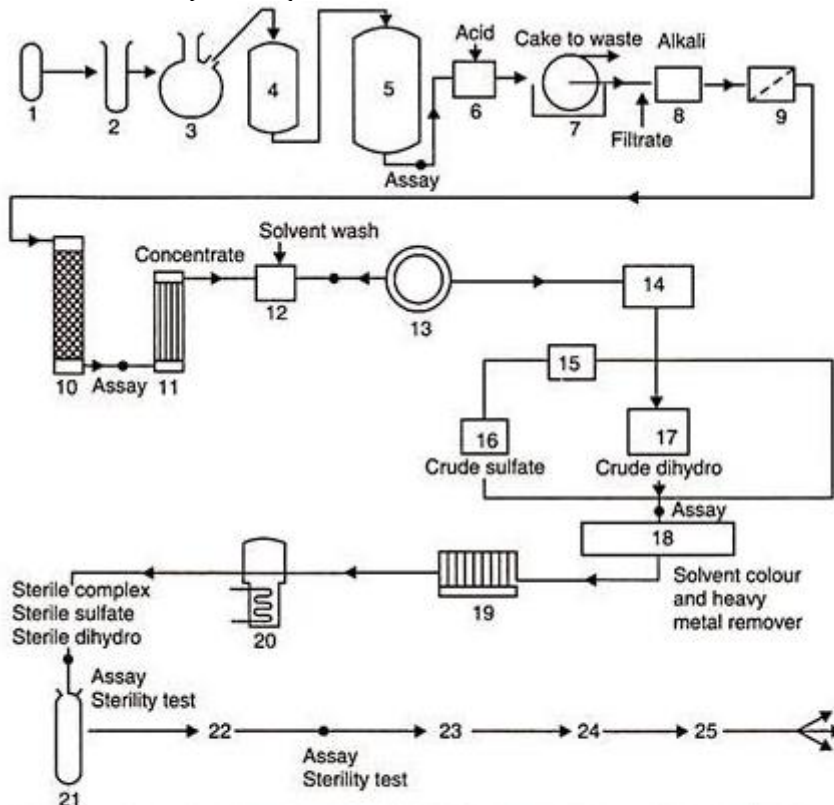 Acid
Cake to waste
Alkali
1
2
3
4
5
6
7
8
9
Filtrate
Assay
Solvent wash
Concentrate
10
Assay
11
12
13
14
15
16
17
Crude sulfate
Crude dihydro
Assay
18
Solvent colour
and heavy
metal remover
19
20
Sterile complex
Sterile sulfate
Sterile dihydro
Assay
Sterility test
21
22
Assay
Sterility test
23
24
25